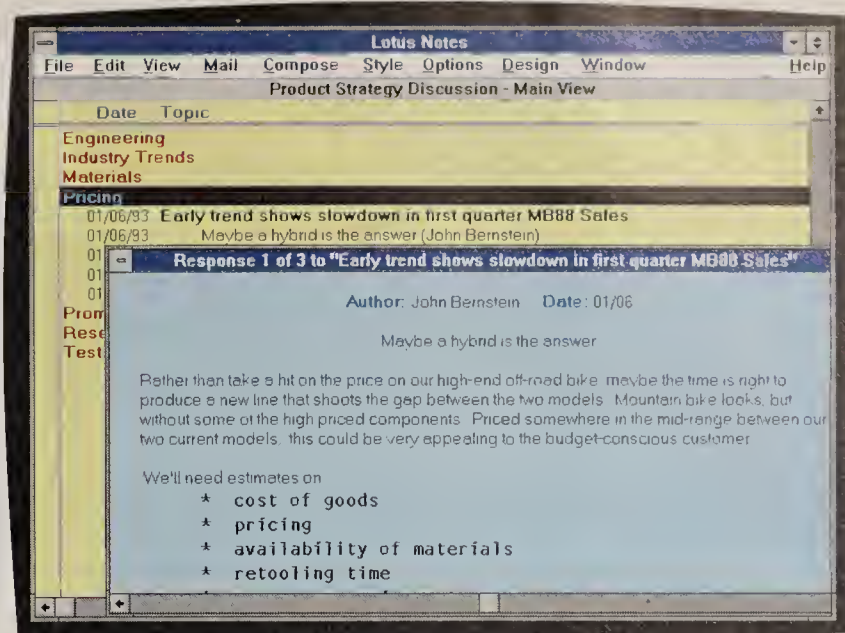 Lotus Notes
File Edit View Mail Compose Style Options Design Window Help
Product Strategy Discussion - Main View
Date Topic
Engineering
Industry Trends
Materials
Pricing
01/06/93 Early trend shows slowdown in first quarter MB88 Sales
01/06/93 Maybe a hybrid is the answer (John Bernstein)
01
01
01
Prom
Rese
Test
Response 1 of 3 to "Early trend shows slowdown in first quarter MB88 Sales"
Author: John Bernstein Date: 01/06
Maybe a hybrid is the answer
Rather than take a hit on the price on our high-end off-road bike, maybe the time is right to
produce a new line that shoots the gap between the two models. Mountain bike looks, but
without some of the high priced components. Priced somewhere in the mid-range between our
two current models, this could be very appealing to the budget-conscious customer
We'll need estimates on
* cost of goods
* pricing
* availability of materials
* retooling time